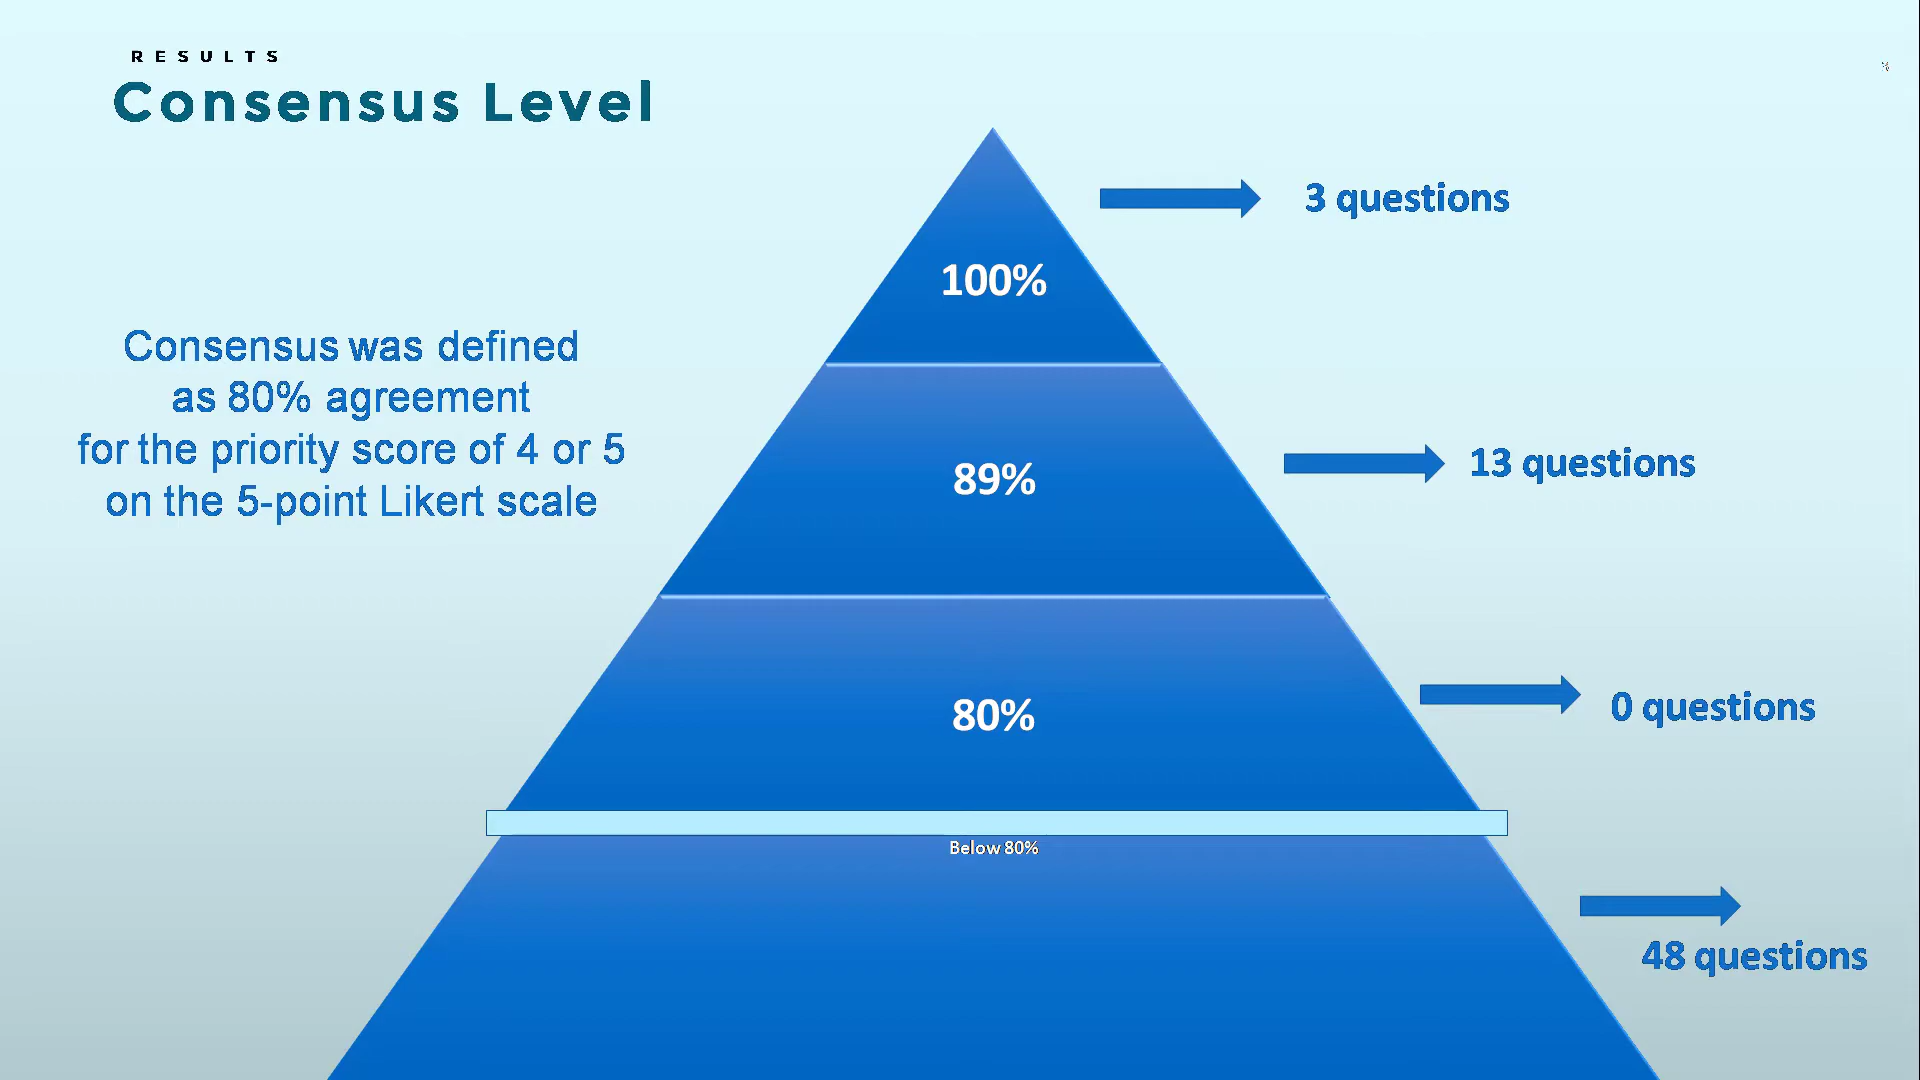 RESULTS
Consensus Level
Consensus was defined
as 80% agreement
for the priority score of 4 or 5
on the 5-point Likert scale
100%
3 questions
89%
13 questions
80%
0 questions
Below 80%
48 questions